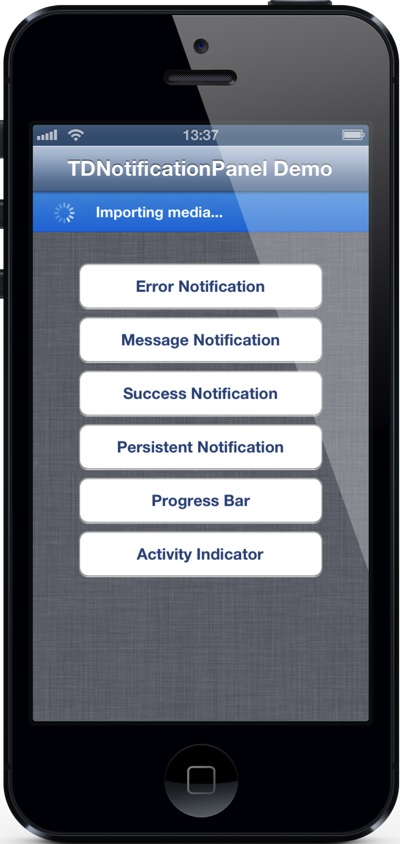 13:37
TDNotificationPanel Demo
Importing media...
Error Notification
Message Notification
Success Notification
Persistent Notification
Progress Bar
Activity Indicator